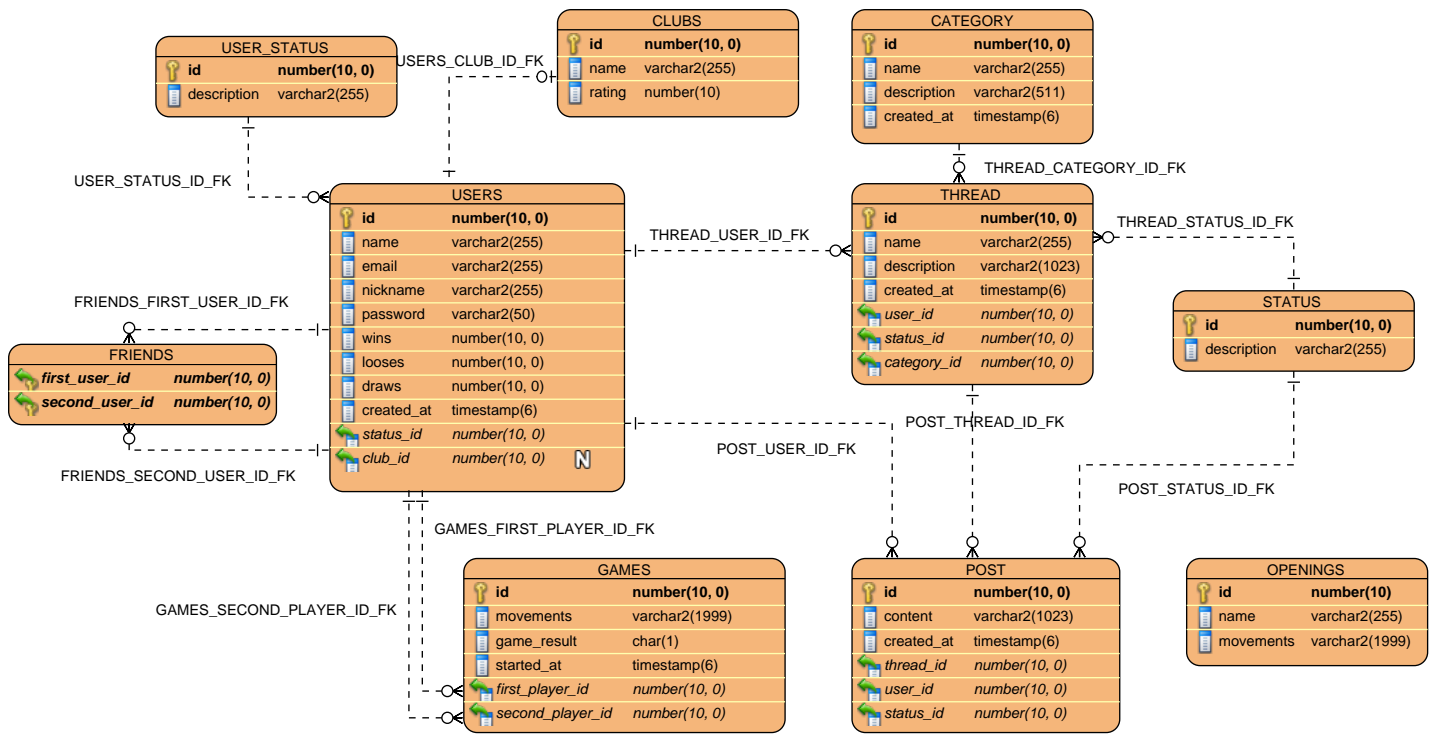 USER_STATUS
id number(10, 0)
description varchar2(255)
USERS_CLUB_ID_FK
CLUBS
id number(10, 0)
name varchar2(255)
rating number(10)
CATEGORY
id number(10, 0)
name varchar2(255)
description varchar2(511)
created_at timestamp(6)
USER_STATUS_ID_FK
THREAD_CATEGORY_ID_FK
USERS
id number(10, 0)
name varchar2(255)
email varchar2(255)
nickname varchar2(255)
password varchar2(50)
wins number(10, 0)
looses number(10, 0)
draws number(10, 0)
created_at timestamp(6)
status_id number(10, 0)
club_id number(10, 0) N
THREAD_USER_ID_FK
THREAD
id number(10, 0)
name varchar2(255)
description varchar2(1023)
created_at timestamp(6)
user_id number(10, 0)
status_id number(10, 0)
category_id number(10, 0)
THREAD_STATUS_ID_FK
STATUS
id number(10, 0)
description varchar2(255)
FRIENDS_FIRST_USER_ID_FK
FRIENDS
first_user_id number(10, 0)
second_user_id number(10, 0)
FRIENDS_SECOND_USER_ID_FK
POST_USER_ID_FK
POST_THREAD_ID_FK
POST_STATUS_ID_FK
GAMES_FIRST_PLAYER_ID_FK
GAMES_SECOND_PLAYER_ID_FK
GAMES
id number(10, 0)
movements varchar2(1999)
game_result char(1)
started_at timestamp(6)
first_player_id number(10, 0)
second_player_id number(10, 0)
POST
id number(10, 0)
content varchar2(1023)
created_at timestamp(6)
thread_id number(10, 0)
user_id number(10, 0)
status_id number(10, 0)
OPENINGS
id number(10)
name varchar2(255)
movements varchar2(1999)